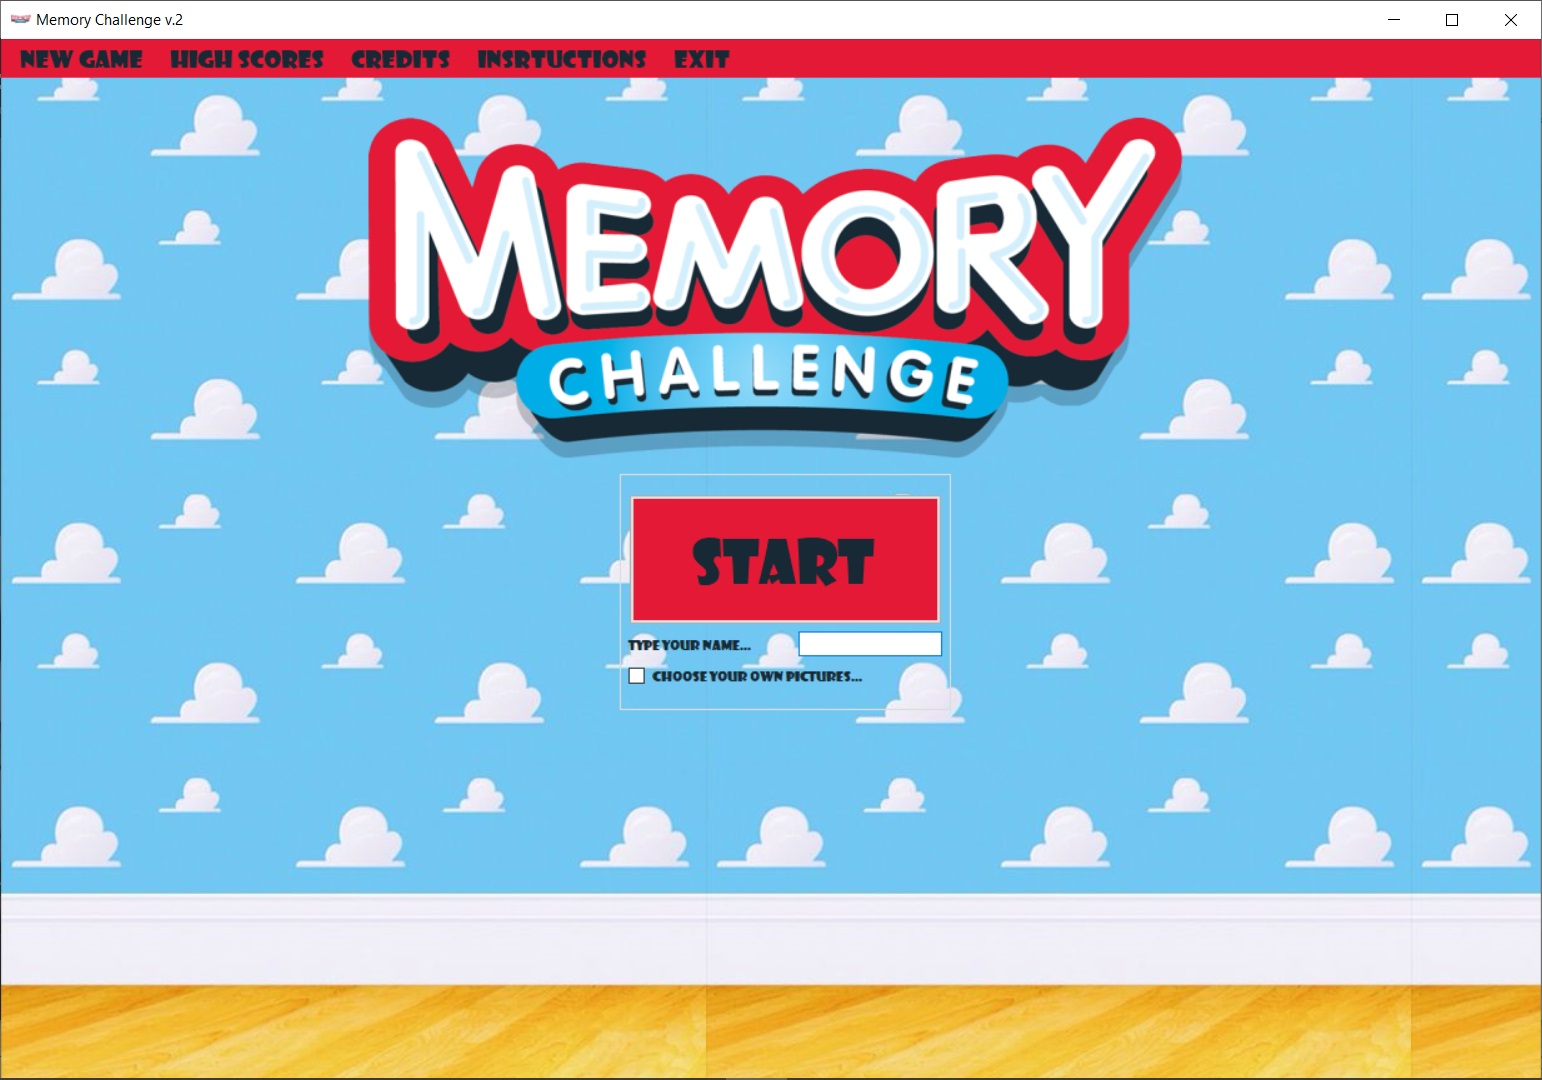 Memory Challenge v.2
NEW GAME HIGH SCORES CREDITS INSRTUCTIONS EXIT
MEMORY
CHALLENGE
START
TYPE YOUR NAME...
CHOOSE YOUR OWN PICTURES...